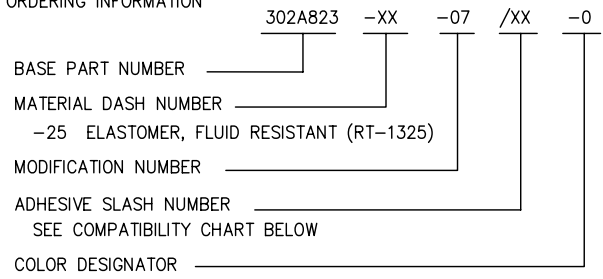 ORDERING INFORMATION
302A823 -XX -07 /XX -0
BASE PART NUMBER
MATERIAL DASH NUMBER
-25 ELASTOMER, FLUID RESISTANT (RT-1325)
MODIFICATION NUMBER
ADHESIVE SLASH NUMBER
SEE COMPATIBILITY CHART BELOW
COLOR DESIGNATOR